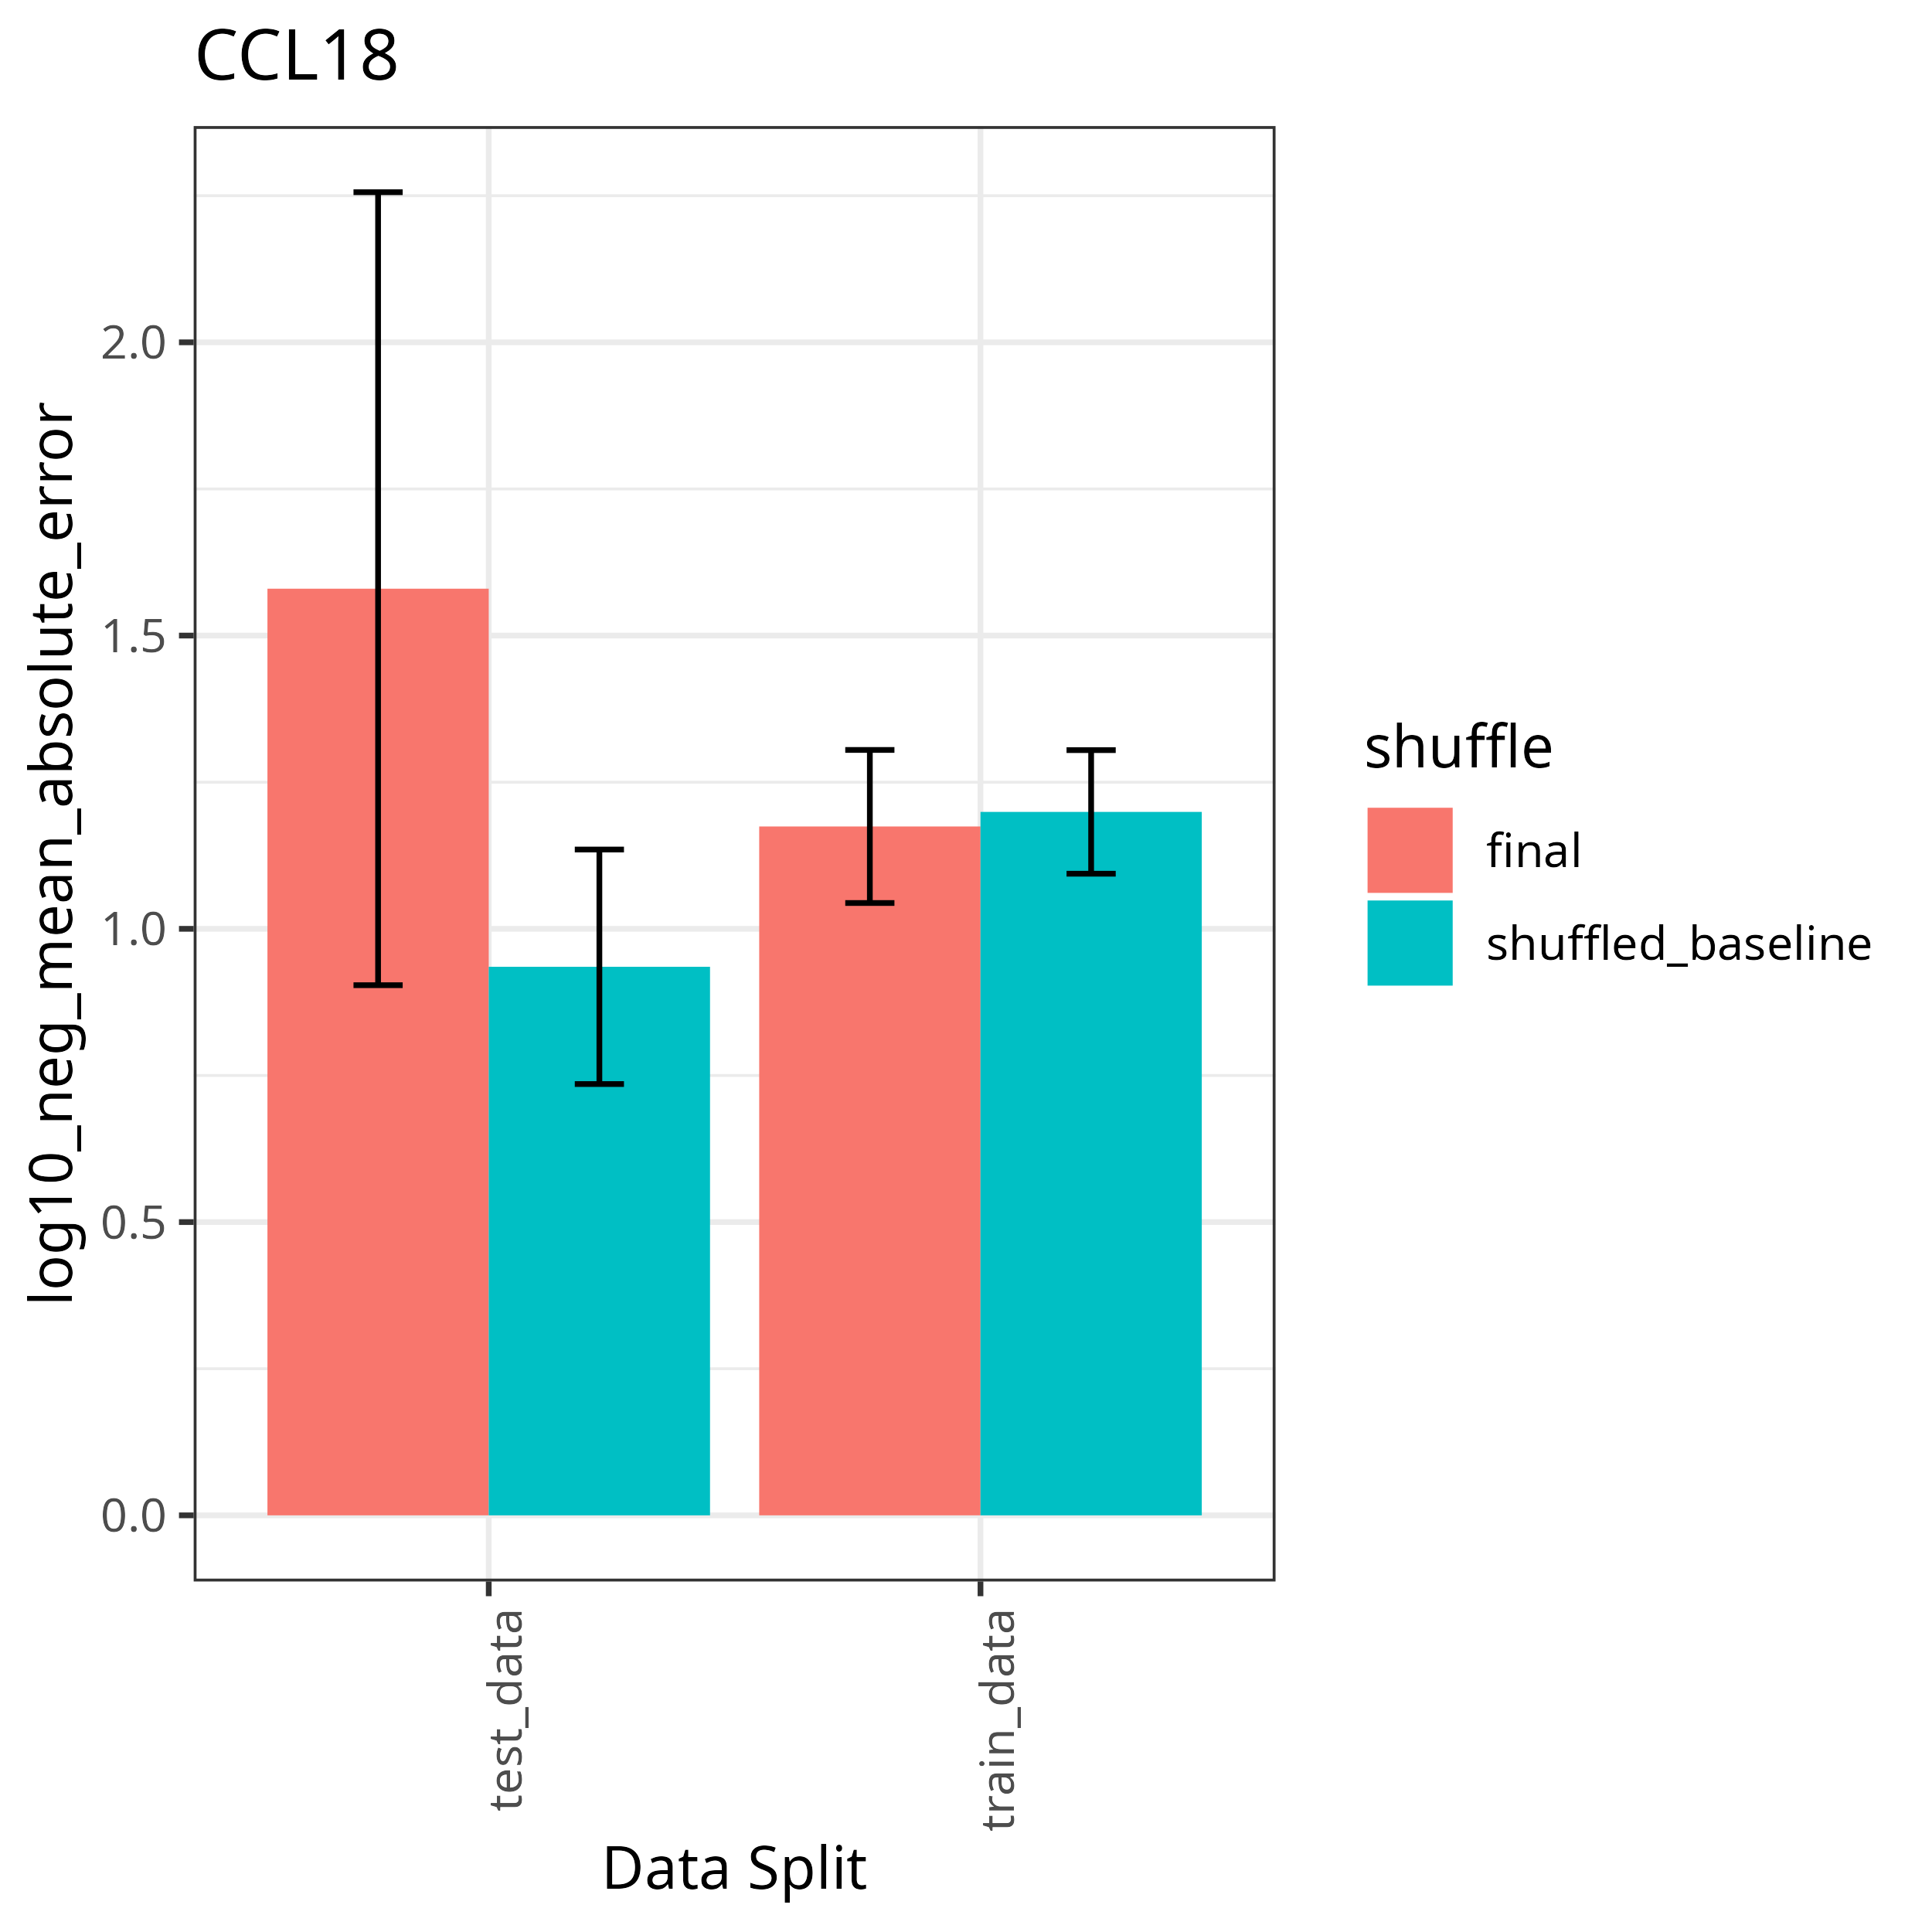 CCL18
log10_neg_mean_absolute_error
2.0
1.5
1.0
0.5
0.0
test_data
train_data
Data Split
shuffle
final
shuffled_baseline